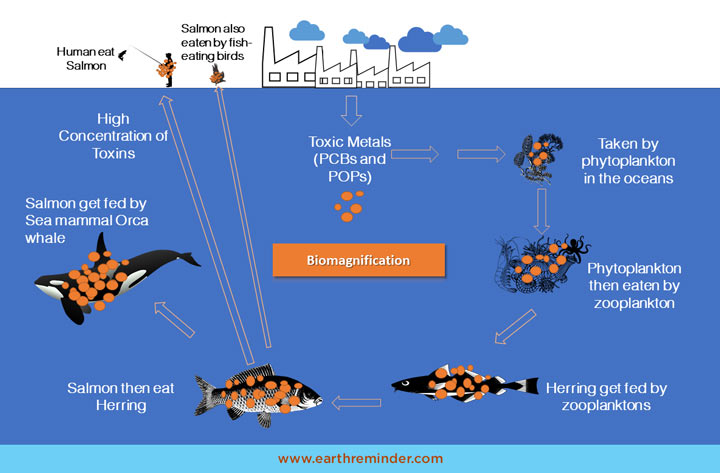 Human eat
Salmon
Salmon also
eaten by fish-
eating birds
High
Concentration of
Toxins
Toxic Metals
(PCBs and
POPs)
Taken by
phytoplankton
in the oceans
Salmon get fed by
Sea mammal Orca
whale
Biomagnification
Phytoplankton
then eaten by
zooplankton
Salmon then eat
Herring
Herring get fed by
zooplanktons
www.earthreminder.com